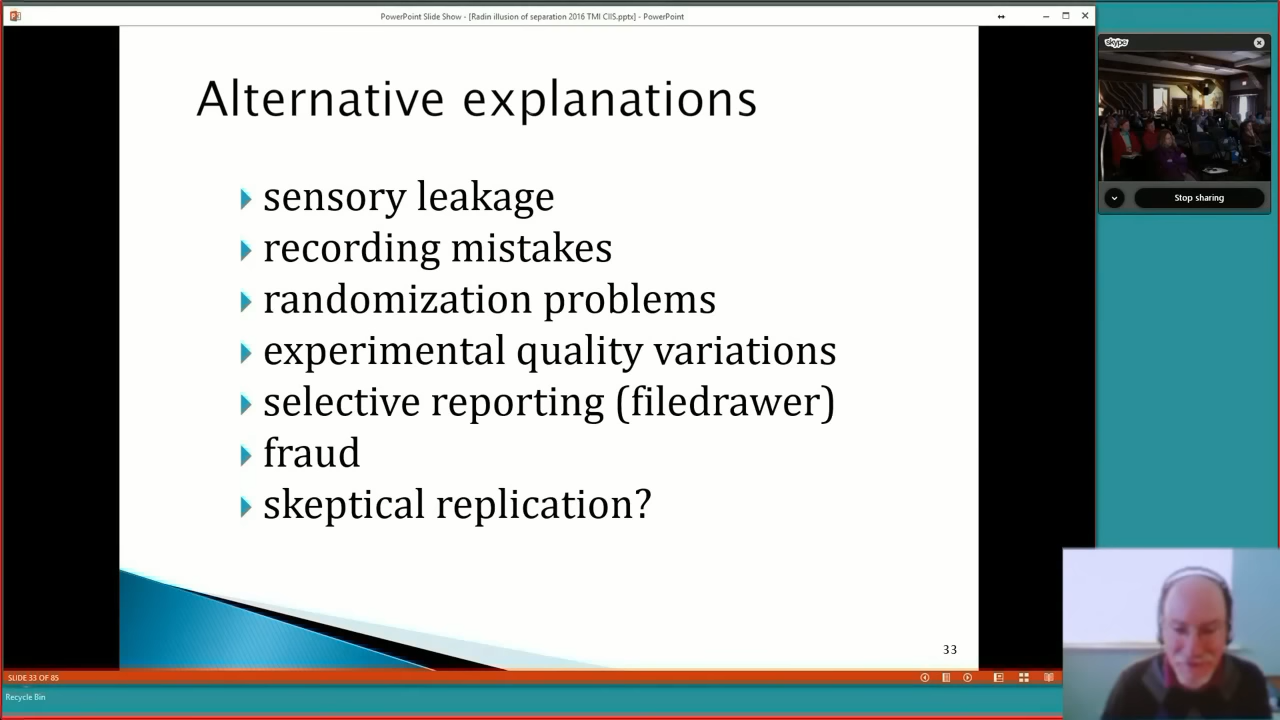 PowerPoint Slide Show - [Radin illusion of separation 2016 TMI CIIS.pptx] - PowerPoint
skype
Alternative explanations
sensory leakage
Stop sharing
recording mistakes
randomization problems
experimental quality variations
selective reporting (filedrawer)
fraud
skeptical replication?
33
SLIDE 33 OF 85
Recycle Bin